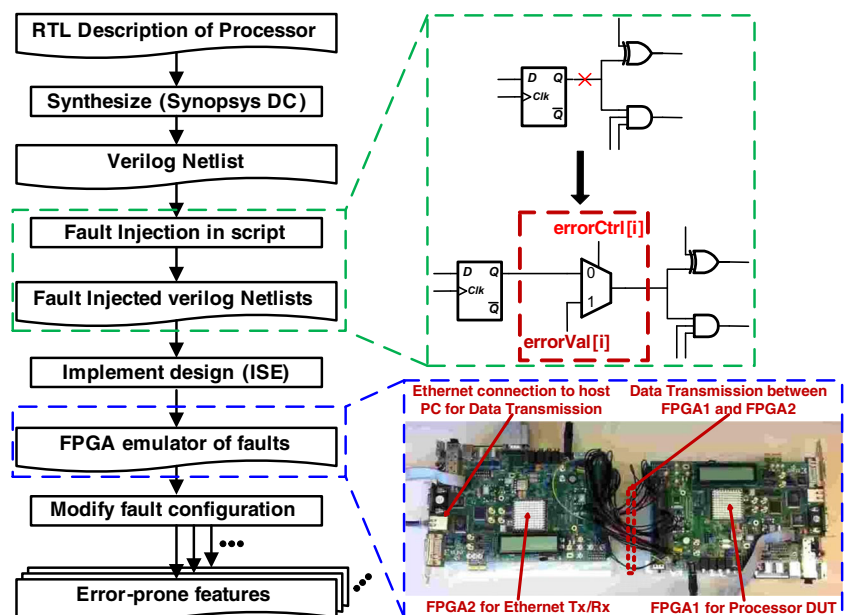 RTL Description of Processor
Synthesize (Synopsys DC)
Verilog Netlist
Fault Injection in script
Fault Injected verilog Netlists
Implement design (ISE)
FPGA emulator of faults
Modify fault configuration
•••
•••
Error-prone features
D Q
Clk
Q
errorCtrl[i]
D Q
0
Clk
Q
1
errorVal[i]
Ethernet connection to host
PC for Data Transmission
Data Transmission between
FPGA1 and FPGA2
FPGA2 for Ethernet Tx/Rx
FPGA1 for Processor DUT